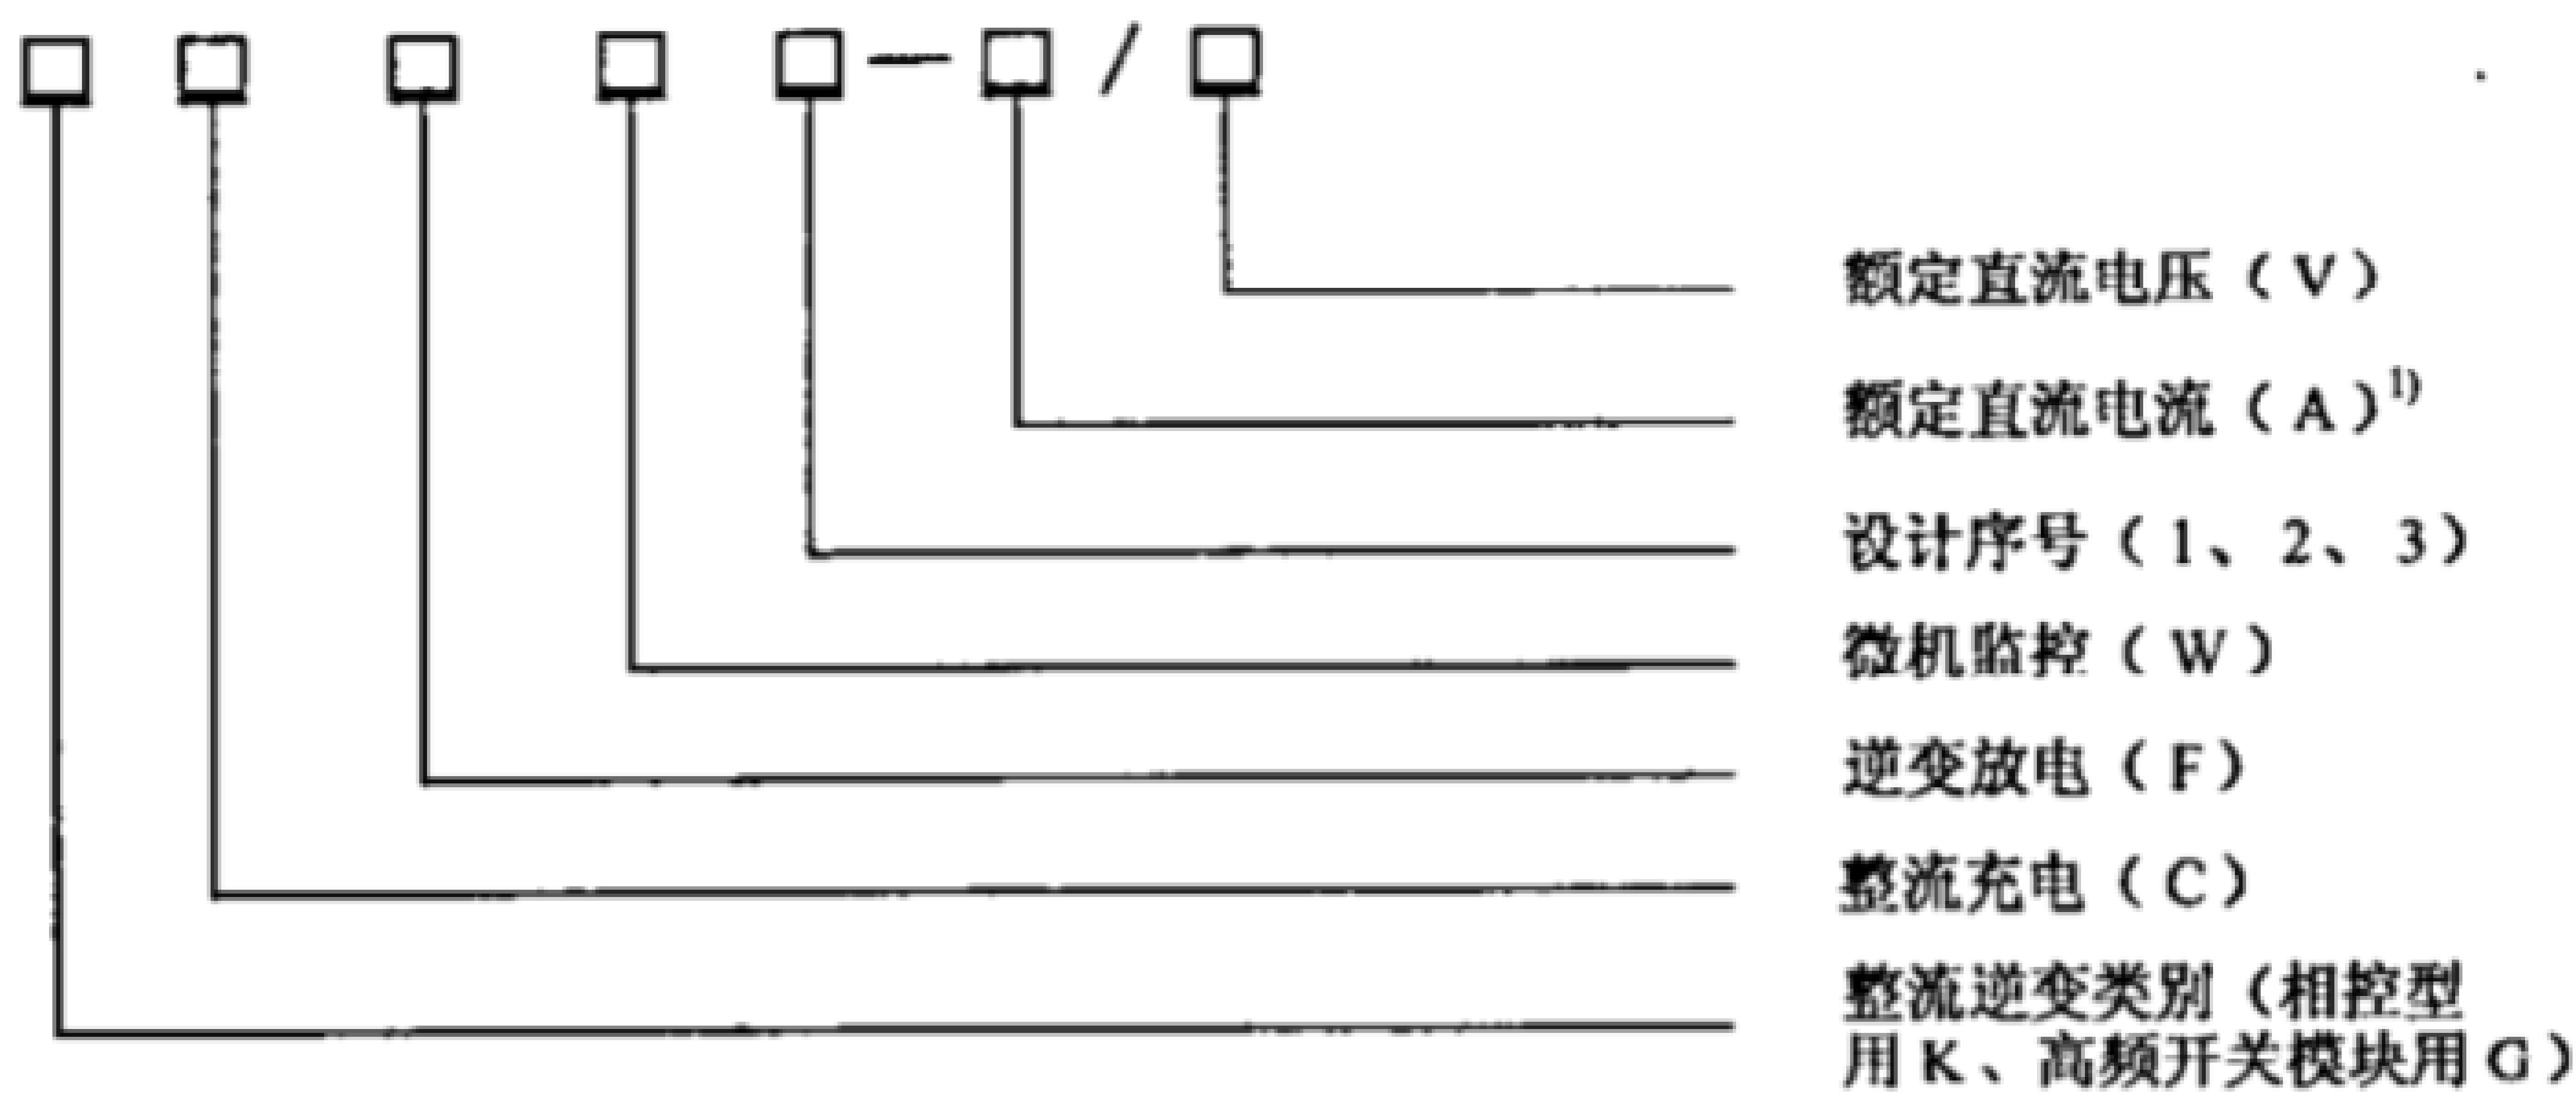 □ □ □ □ □—□/□
额定直流电压（V）
额定直流电流（A）1)
设计序号（1、2、3）
微机监控（W）
逆变放电（F）
整流充电（C）
整流逆变类别（相控型
用K、高频开关模块用G）